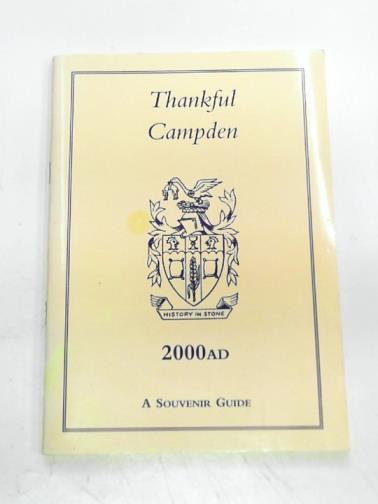 Thankful
Campden
HISTORY IN STONE
2000AD
A SOUVENIR GUIDE